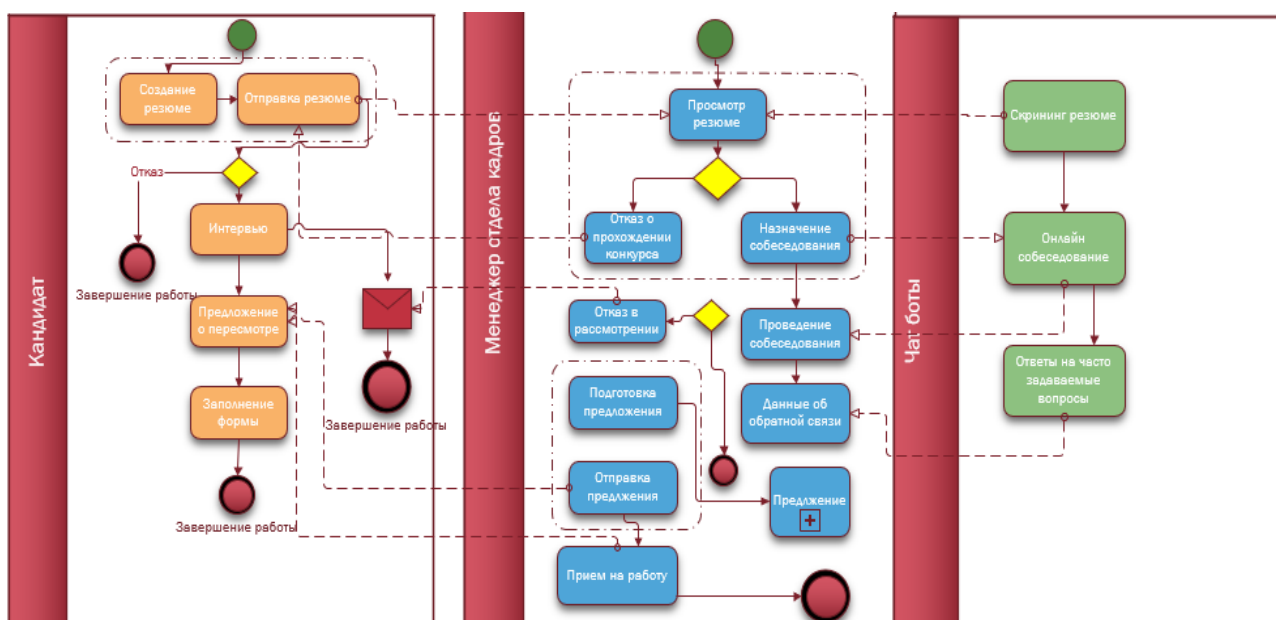 Кандидат
Создание
резюме
Отправка резюме
Отказ
Интервью
Завершение работы
Предложение
о пересмотре
Завершение работы
Заполнение
формы
Завершение работы
Менеджер отдела кадров
Просмотр
резюме
Отказ о
прохождении
конкурса
Назначение
собеседования
Отказ в
рассмотрении
Проведение
собеседования
Подготовка
предложения
Данные об
обратной связи
Отправка
предлжения
Предлжение
Прием на работу
Чат боты
Скрининг резюме
Онлайн
собеседование
Ответы на часто
задаваемые
вопросы